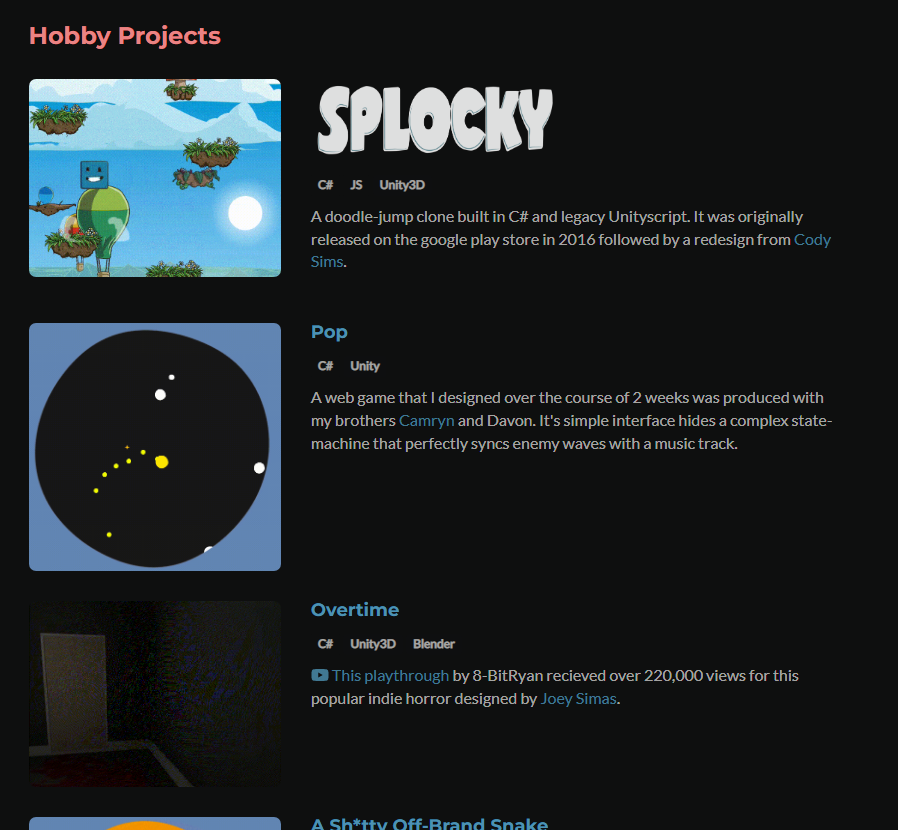 Hobby Projects
SPLOCKY
C# JS Unity3D
A doodle-jump clone built in C# and legacy Unityscript. It was originally
released on the google play store in 2016 followed by a redesign from Cody
Sims.
Pop
C# Unity
A web game that I designed over the course of 2 weeks was produced with
my brothers Camryn and Davon. It's simple interface hides a complex state-
machine that perfectly syncs enemy waves with a music track.
Overtime
C# Unity3D Blender
This playthrough by 8-BitRyan recieved over 220,000 views for this
popular indie horror designed by Joey Simas.
A Sh*tty Off-Brand Snake